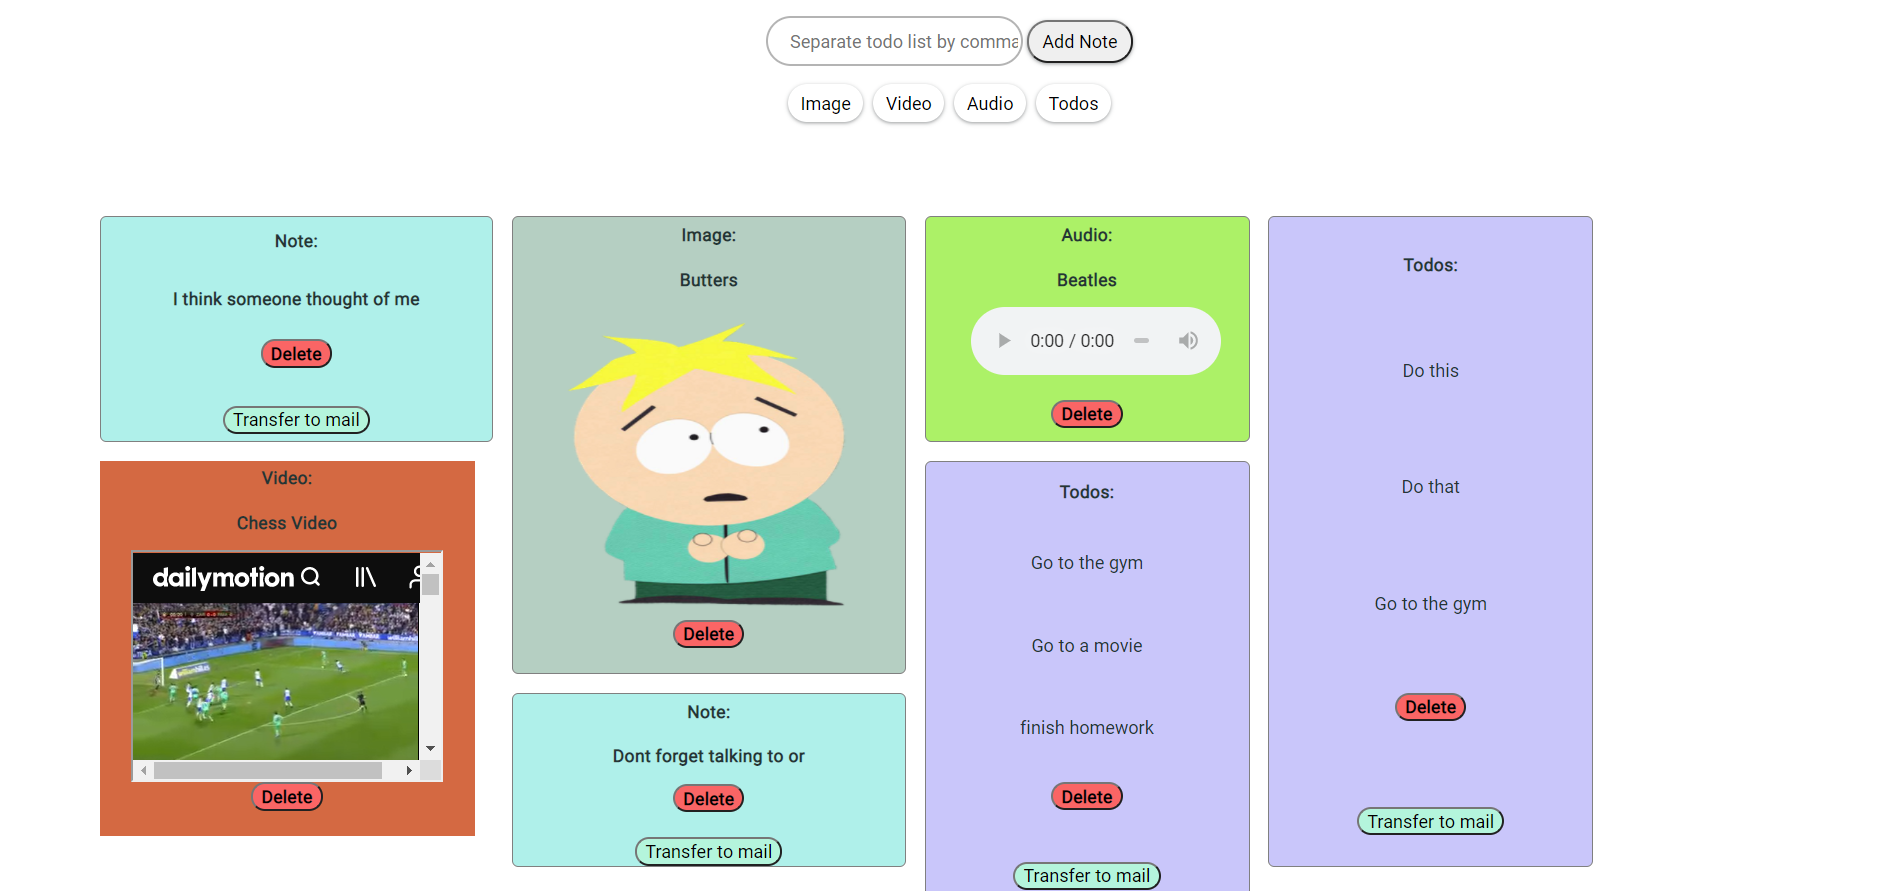 Separate todo list by comma
Add Note
Image
Video
Audio
Todos
Note:
I think someone thought of me
Delete
Transfer to mail
Video:
Chess Video
dailymotion
Delete
Image:
Butters
Delete
Note:
Dont forget talking to or
Delete
Transfer to mail
Audio:
Beatles
0:00 / 0:00
Delete
Todos:
Go to the gym
Go to a movie
finish homework
Delete
Transfer to mail
Todos:
Do this
Do that
Go to the gym
Delete
Transfer to mail